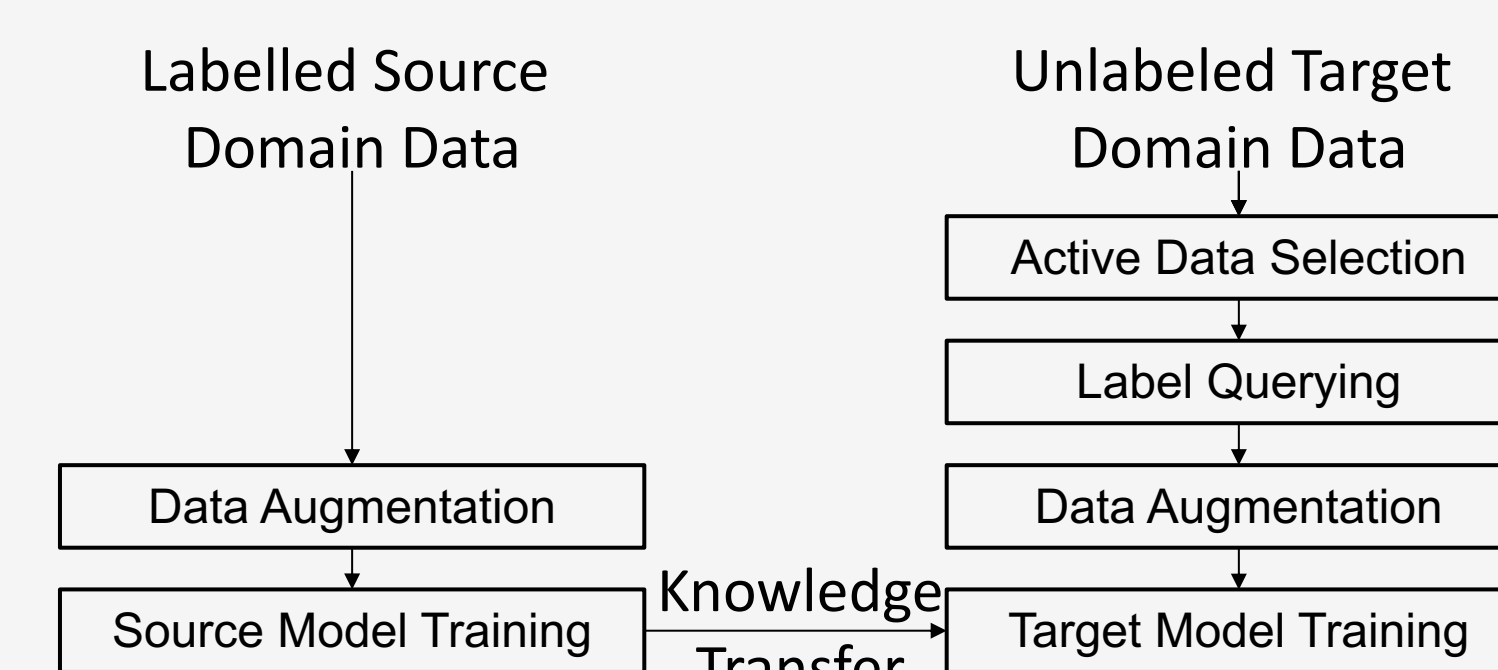 Labelled Source
Domain Data
Unlabeled Target
Domain Data
Active Data Selection
Label Querying
Data Augmentation
Data Augmentation
Source Model Training
Knowledge
Transfer
Target Model Training